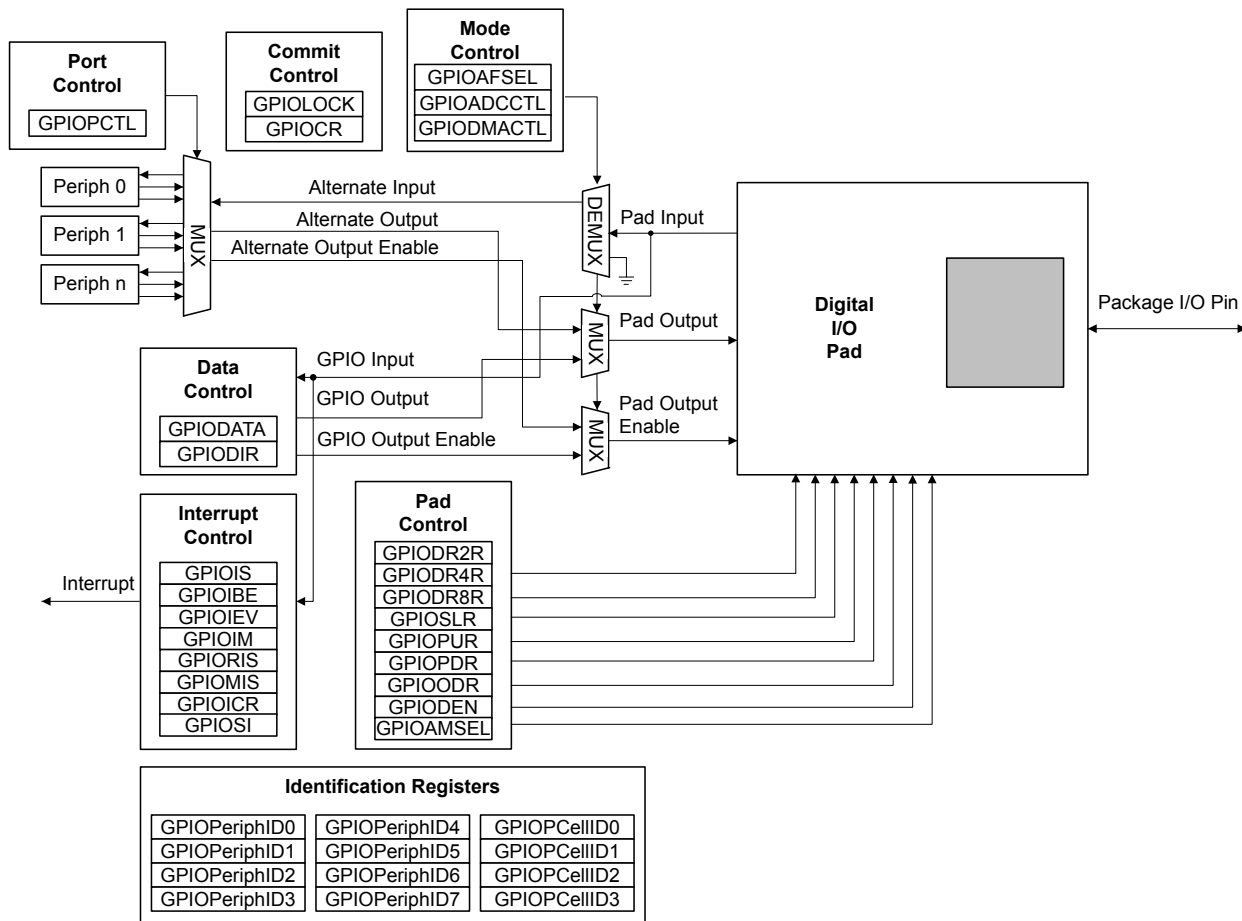 Port
Control
GPIOPCTL
Commit
Control
GPIOLOCK
GPIOCR
Mode
Control
GPIOAFSEL
GPIOADCCTL
GPIODMACTL
Periph 0
Periph 1
Periph n
MUX
Alternate Input
Alternate Output
Alternate Output Enable
DEMUX
Pad Input
MUX
Pad Output
MUX
Pad Output
Enable
Digital
I/O
Pad
Package I/O Pin
Data
Control
GPIODATA
GPIODIR
GPIO Input
GPIO Output
GPIO Output Enable
Interrupt
Control
GPIOIS
GPIOIBE
GPIOIEV
GPIOIM
GPIORIS
GPIOMIS
GPIOICR
GPIOSI
Interrupt
Pad
Control
GPIODR2R
GPIODR4R
GPIODR8R
GPIOSLR
GPIOPUR
GPIOPDR
GPIOODR
GPIODEN
GPIOAMSEL
Identification Registers
GPIOPeriphID0
GPIOPeriphID1
GPIOPeriphID2
GPIOPeriphID3
GPIOPeriphID4
GPIOPeriphID5
GPIOPeriphID6
GPIOPeriphID7
GPIOPCellID0
GPIOPCellID1
GPIOPCellID2
GPIOPCellID3